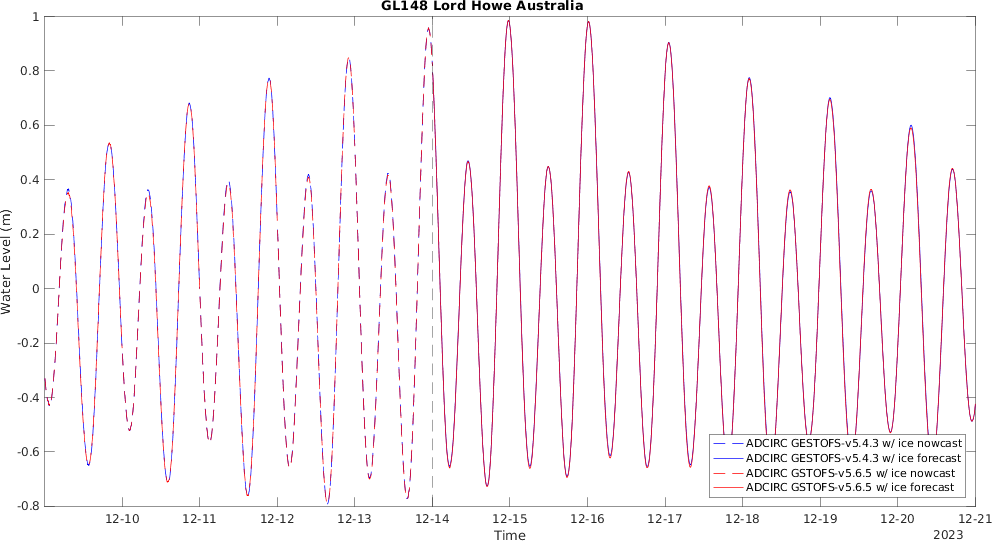 GL148 Lord Howe Australia
1
0.8
0.6
0.4
0.2
0
-0.2
-0.4
-0.6
-0.8
Water Level (m)
ADCIRC GESTOFS-v5.4.3 w/ ice nowcast
ADCIRC GESTOFS-v5.4.3 w/ ice forecast
ADCIRC GSTOFS-v5.6.5 w/ ice nowcast
ADCIRC GSTOFS-v5.6.5 w/ ice forecast
12-10 12-11 12-12 12-13 12-14 12-15 12-16 12-17 12-18 12-19 12-20 12-21
Time
2023